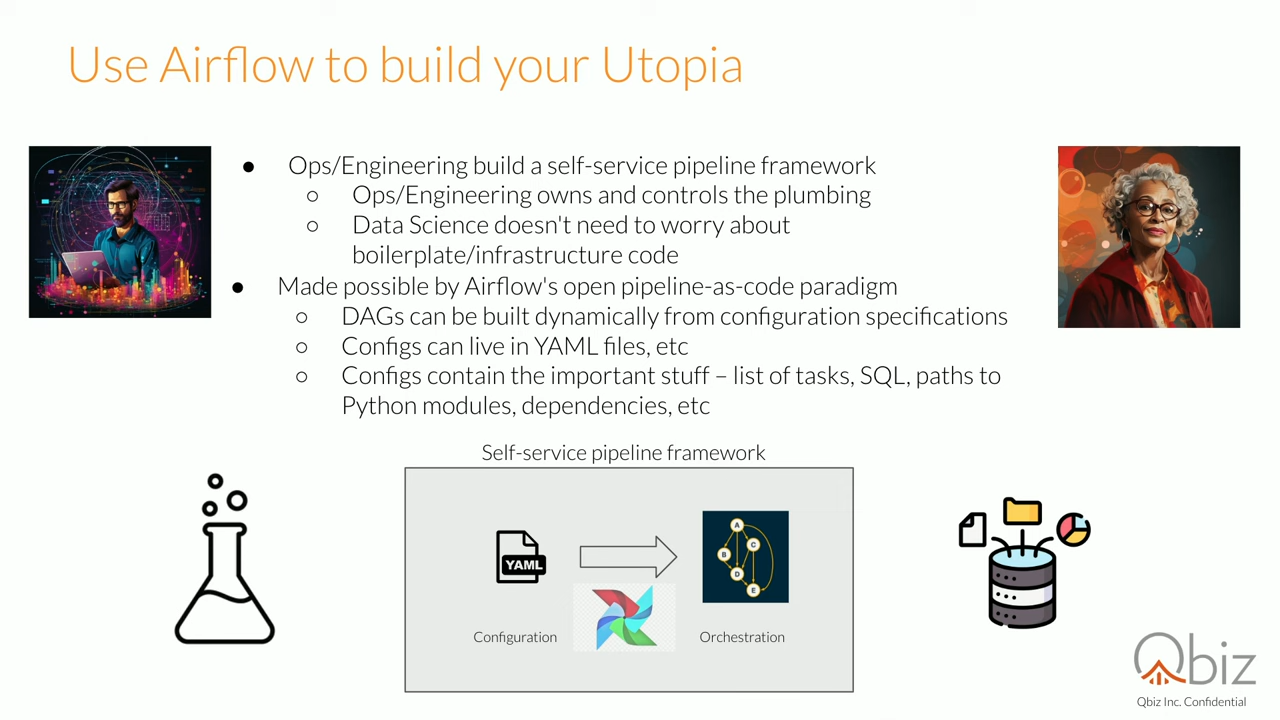 Use Airflow to build your Utopia
● Ops/Engineering build a self-service pipeline framework
○ Ops/Engineering owns and controls the plumbing
○ Data Science doesn't need to worry about
boilerplate/infrastructure code
● Made possible by Airflow's open pipeline-as-code paradigm
○ DAGs can be built dynamically from configuration specifications
○ Configs can live in YAML files, etc
○ Configs contain the important stuff – list of tasks, SQL, paths to
Python modules, dependencies, etc
Self-service pipeline framework
YAML
A
B
C
D
E
Configuration
Orchestration
Qbiz
Qbiz Inc. Confidential